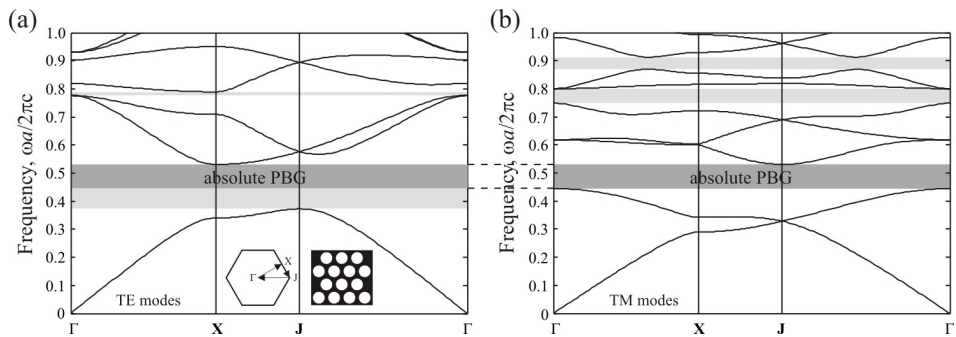 (a)
(b)
Frequency, ωa/2πc
1.0
0.9
0.8
0.7
0.6
0.5
0.4
0.3
0.2
0.1
0
absolute PBG
X
Γ
J
TE modes
Γ X J Γ
Frequency, ωa/2πc
1.0
0.9
0.8
0.7
0.6
0.5
0.4
0.3
0.2
0.1
0
absolute PBG
TM modes
Γ X J Γ